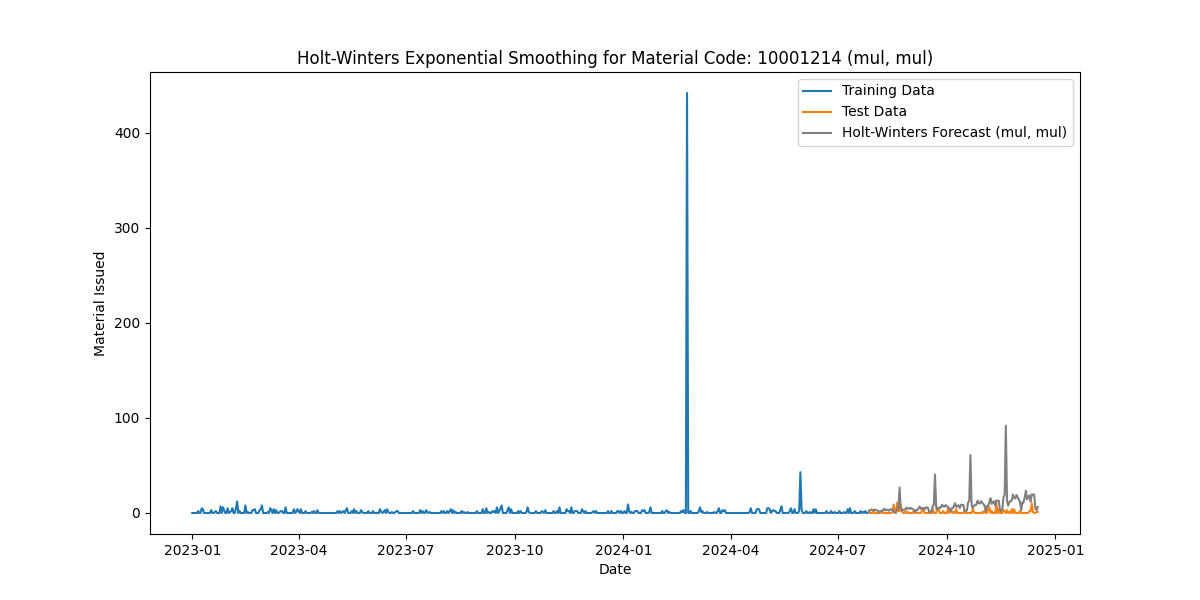 Holt-Winters Exponential Smoothing for Material Code: 10001214 (mul, mul)
Training Data
Test Data
Holt-Winters Forecast (mul, mul)
Material Issued
400
300
200
100
0
2023-01 2023-04 2023-07 2023-10 2024-01 2024-04 2024-07 2024-10 2025-01
Date